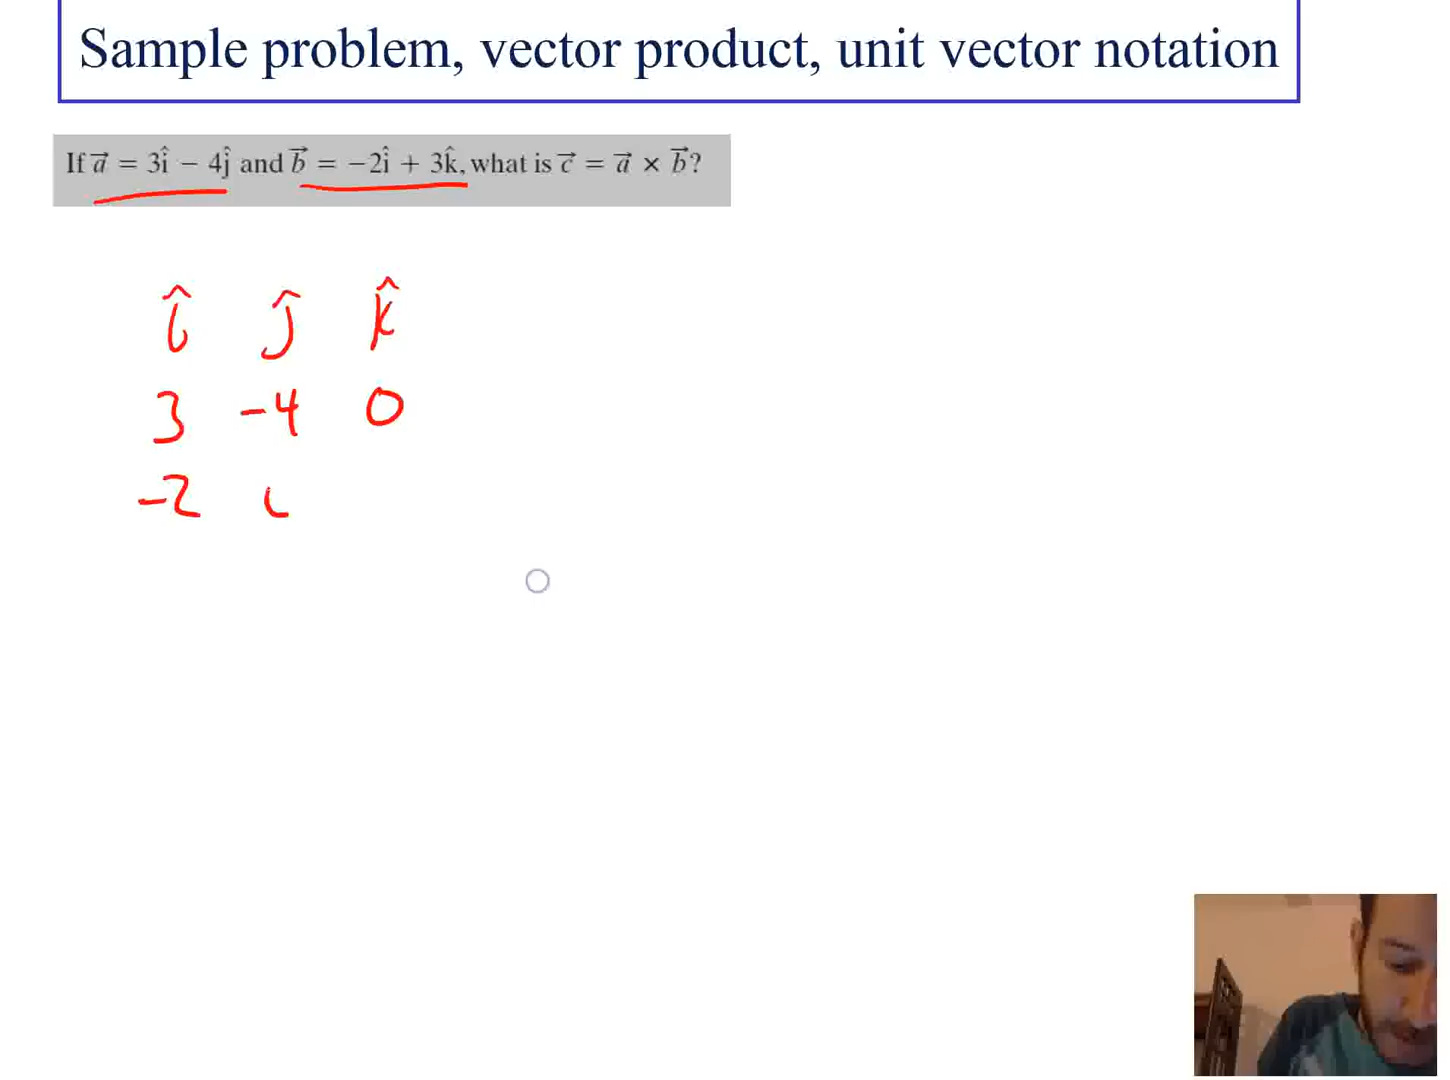 Sample problem, vector product, unit vector notation
If a⃗ = 3î − 4ĵ and b⃗ = −2î + 3k̂, what is c⃗ = a⃗ × b⃗?
î ĵ k̂
3 -4 0
-2